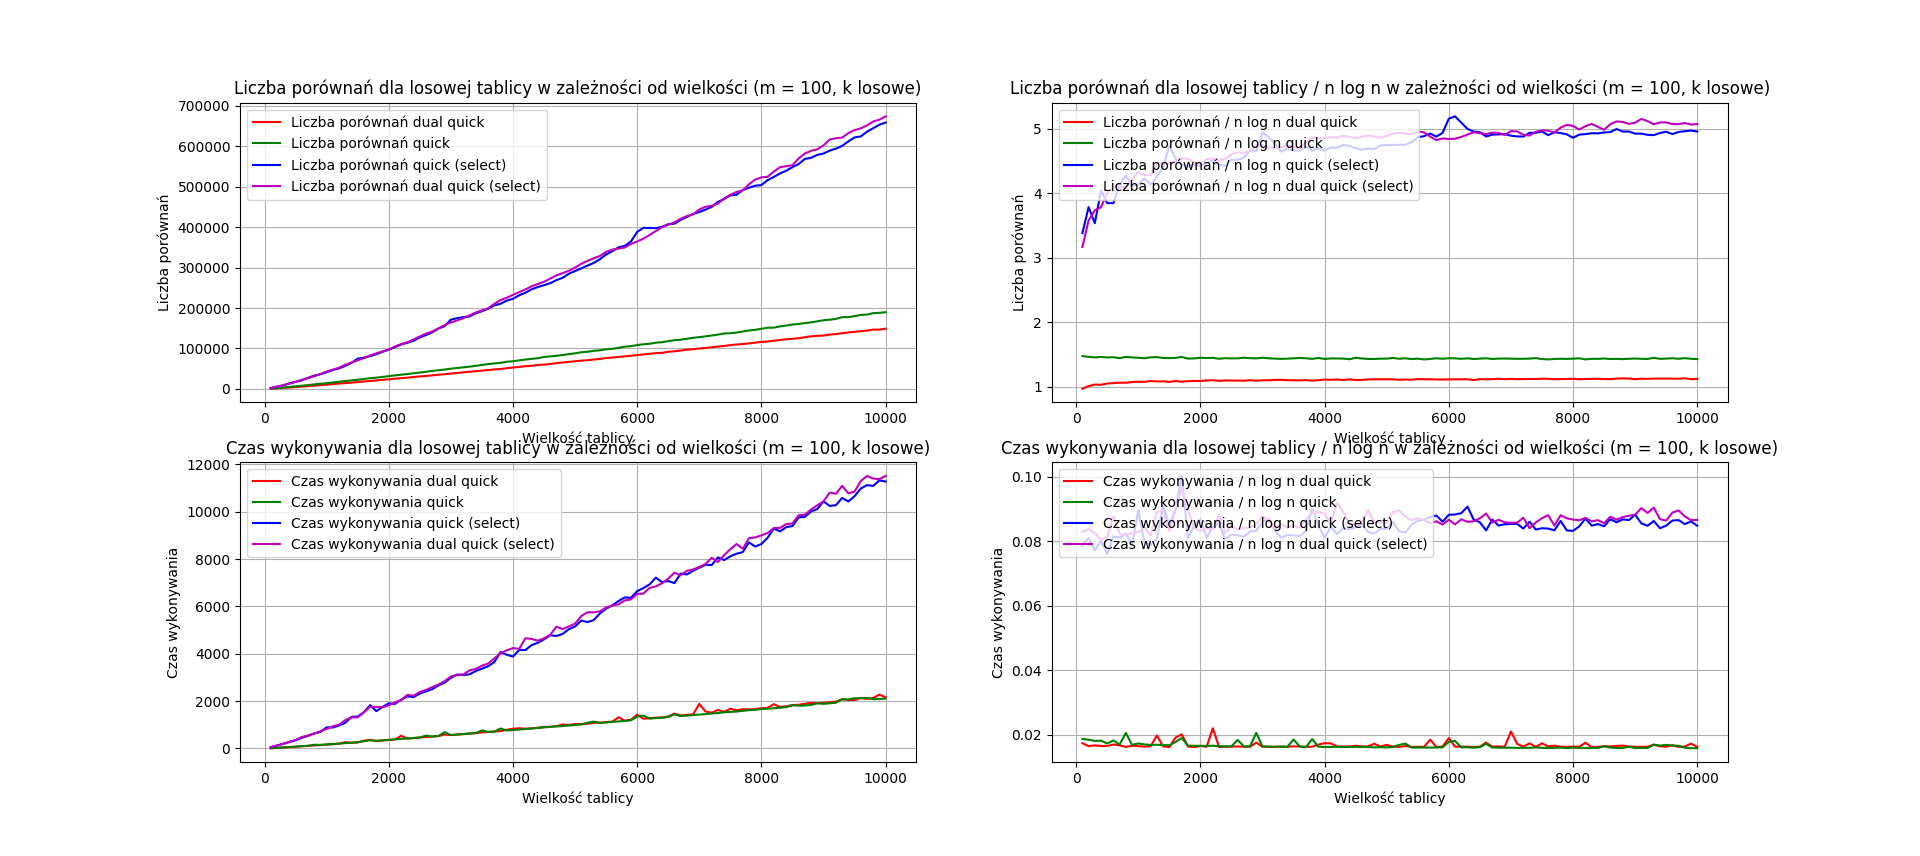 Liczba porównań dla losowej tablicy w zależności od wielkości (m = 100, k losowe)
700000
600000
500000
400000
300000
200000
100000
0
Liczba porównań
Liczba porównań dual quick
Liczba porównań quick
Liczba porównań quick (select)
Liczba porównań dual quick (select)
0 2000 4000 6000 8000 10000
Wielkość tablicy
Liczba porównań dla losowej tablicy / n log n w zależności od wielkości (m = 100, k losowe)
5
4
3
2
1
Liczba porównań
Liczba porównań / n log n dual quick
Liczba porównań / n log n quick
Liczba porównań / n log n quick (select)
Liczba porównań / n log n dual quick (select)
0 2000 4000 6000 8000 10000
Wielkość tablicy
Czas wykonywania dla losowej tablicy w zależności od wielkości (m = 100, k losowe)
12000
10000
8000
6000
4000
2000
0
Czas wykonywania
Czas wykonywania dual quick
Czas wykonywania quick
Czas wykonywania quick (select)
Czas wykonywania dual quick (select)
0 2000 4000 6000 8000 10000
Wielkość tablicy
Czas wykonywania dla losowej tablicy / n log n w zależności od wielkości (m = 100, k losowe)
0.10
0.08
0.06
0.04
0.02
Czas wykonywania
Czas wykonywania / n log n dual quick
Czas wykonywania / n log n quick
Czas wykonywania / n log n quick (select)
Czas wykonywania / n log n dual quick (select)
0 2000 4000 6000 8000 10000
Wielkość tablicy